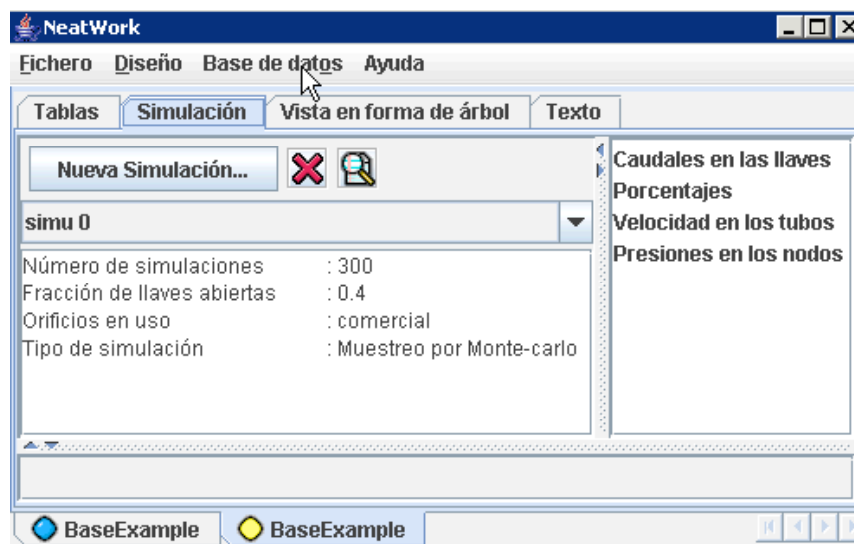 NeatWork
Fichero Diseño Base de datos Ayuda
Tablas Simulación Vista en forma de árbol Texto
Nueva Simulación...
simu 0
Número de simulaciones : 300
Fracción de llaves abiertas : 0.4
Orificios en uso : comercial
Tipo de simulación : Muestreo por Monte-carlo
Caudales en las llaves
Porcentajes
Velocidad en los tubos
Presiones en los nodos
BaseExample BaseExample